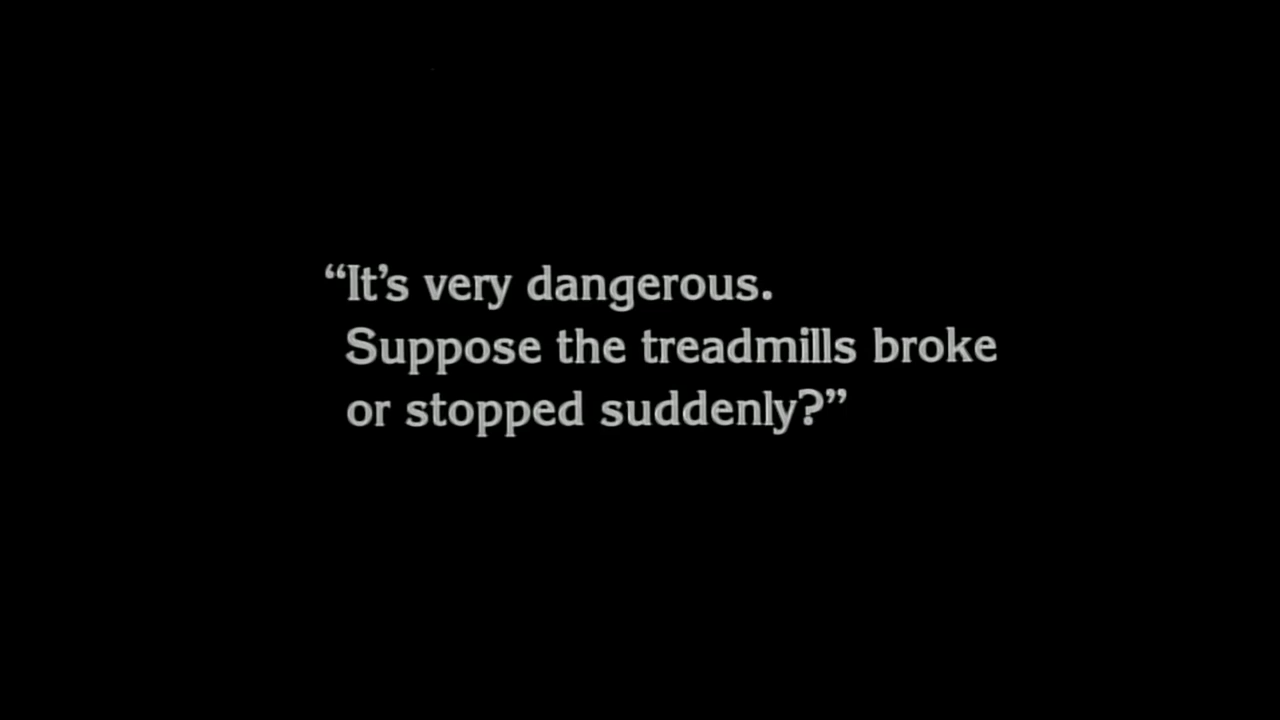 “It’s very dangerous.
Suppose the treadmills broke
or stopped suddenly?”